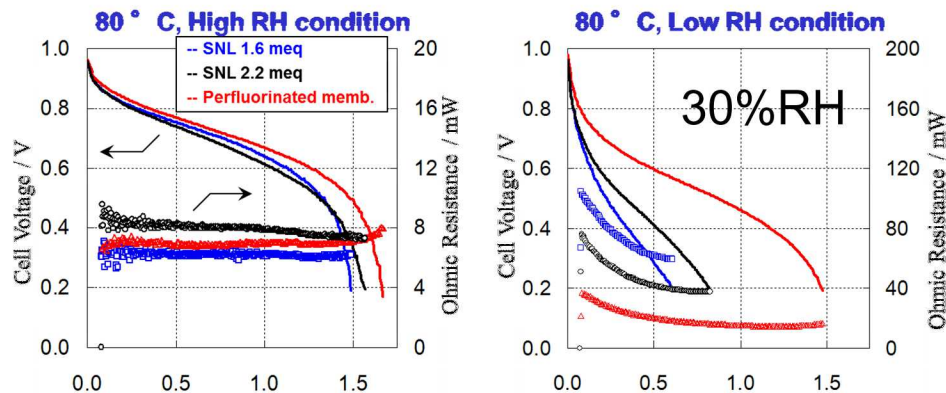 80° C, High RH condition
1.0
0.8
0.6
0.4
0.2
0.0
Cell Voltage / V
-- SNL 1.6 meq
-- SNL 2.2 meq
-- Perfluorinated memb.
20
16
12
8
4
0
Ohmic Resistance / mW
0.0 0.5 1.0 1.5
80° C, Low RH condition
1.0
0.8
0.6
0.4
0.2
0.0
Cell Voltage / V
30%RH
200
160
120
80
40
0
Ohmic Resistance / mW
0.0 0.5 1.0 1.5